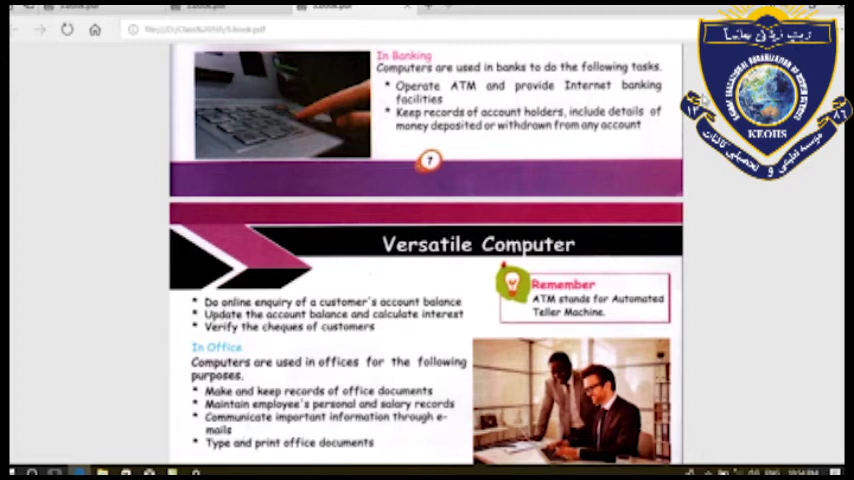 In Banking
Computers are used in banks to do the following tasks.
* Operate ATM and provide Internet banking
facilities
* Keep records of account holders, include details of
money deposited or withdrawn from any account
7
Versatile Computer
Remember
ATM stands for Automated
Teller Machine.
* Do online enquiry of a customer's account balance
* Update the account balance and calculate interest
* Verify the cheques of customers
In Office
Computers are used in offices for the following
purposes.
* Make and keep records of office documents
* Maintain employee's personal and salary records
* Communicate important information through e-
mails
* Type and print office documents
KEOHS